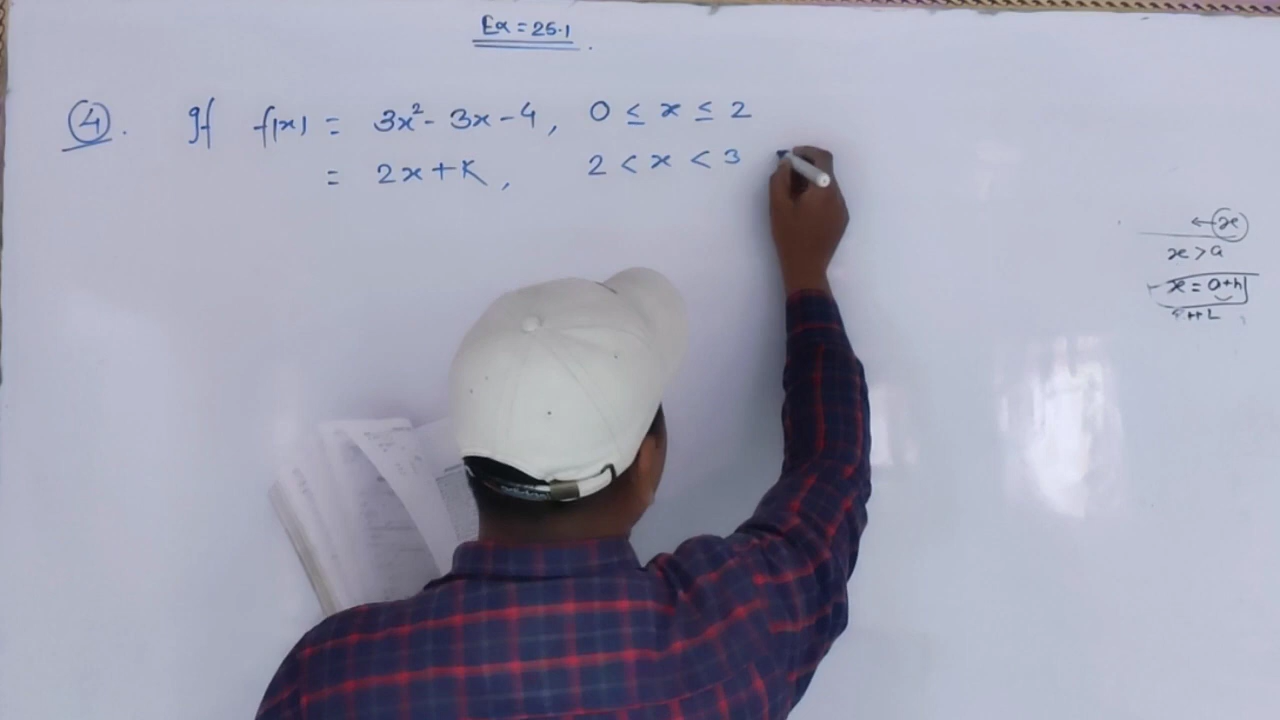 Ex = 25.1
4. If f(x) = 3x² - 3x - 4, 0 ≤ x ≤ 2
= 2x + K, 2 < x < 3
← x
x > a
x = a+h